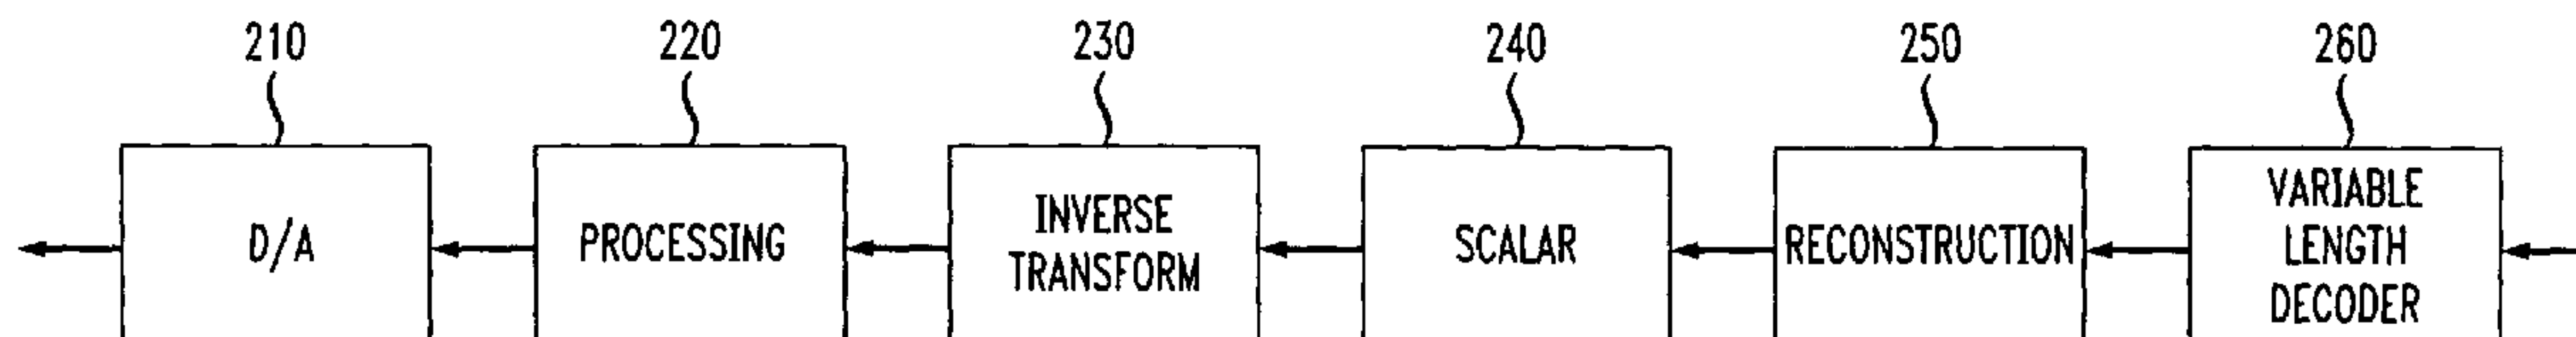 210 220 230 240 250 260
D/A
PROCESSING
INVERSE
TRANSFORM
SCALAR
RECONSTRUCTION
VARIABLE
LENGTH
DECODER